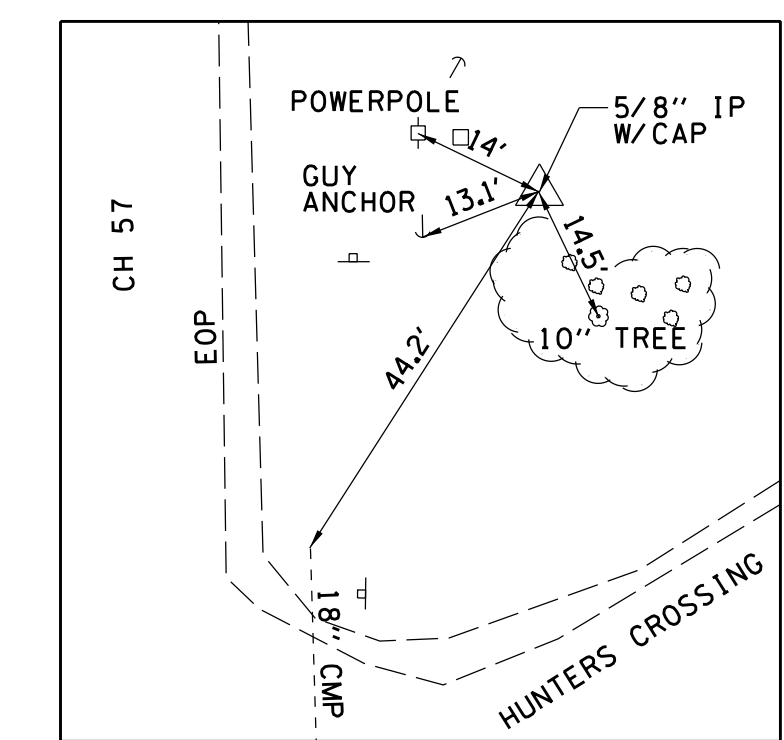 POWERPOLE
5/8" IP
W/CAP
14'
GUY
ANCHOR
13.1'
CH 57
14.5'
EOP
10" TREE
44.2'
18" CMP
HUNTERS CROSSING